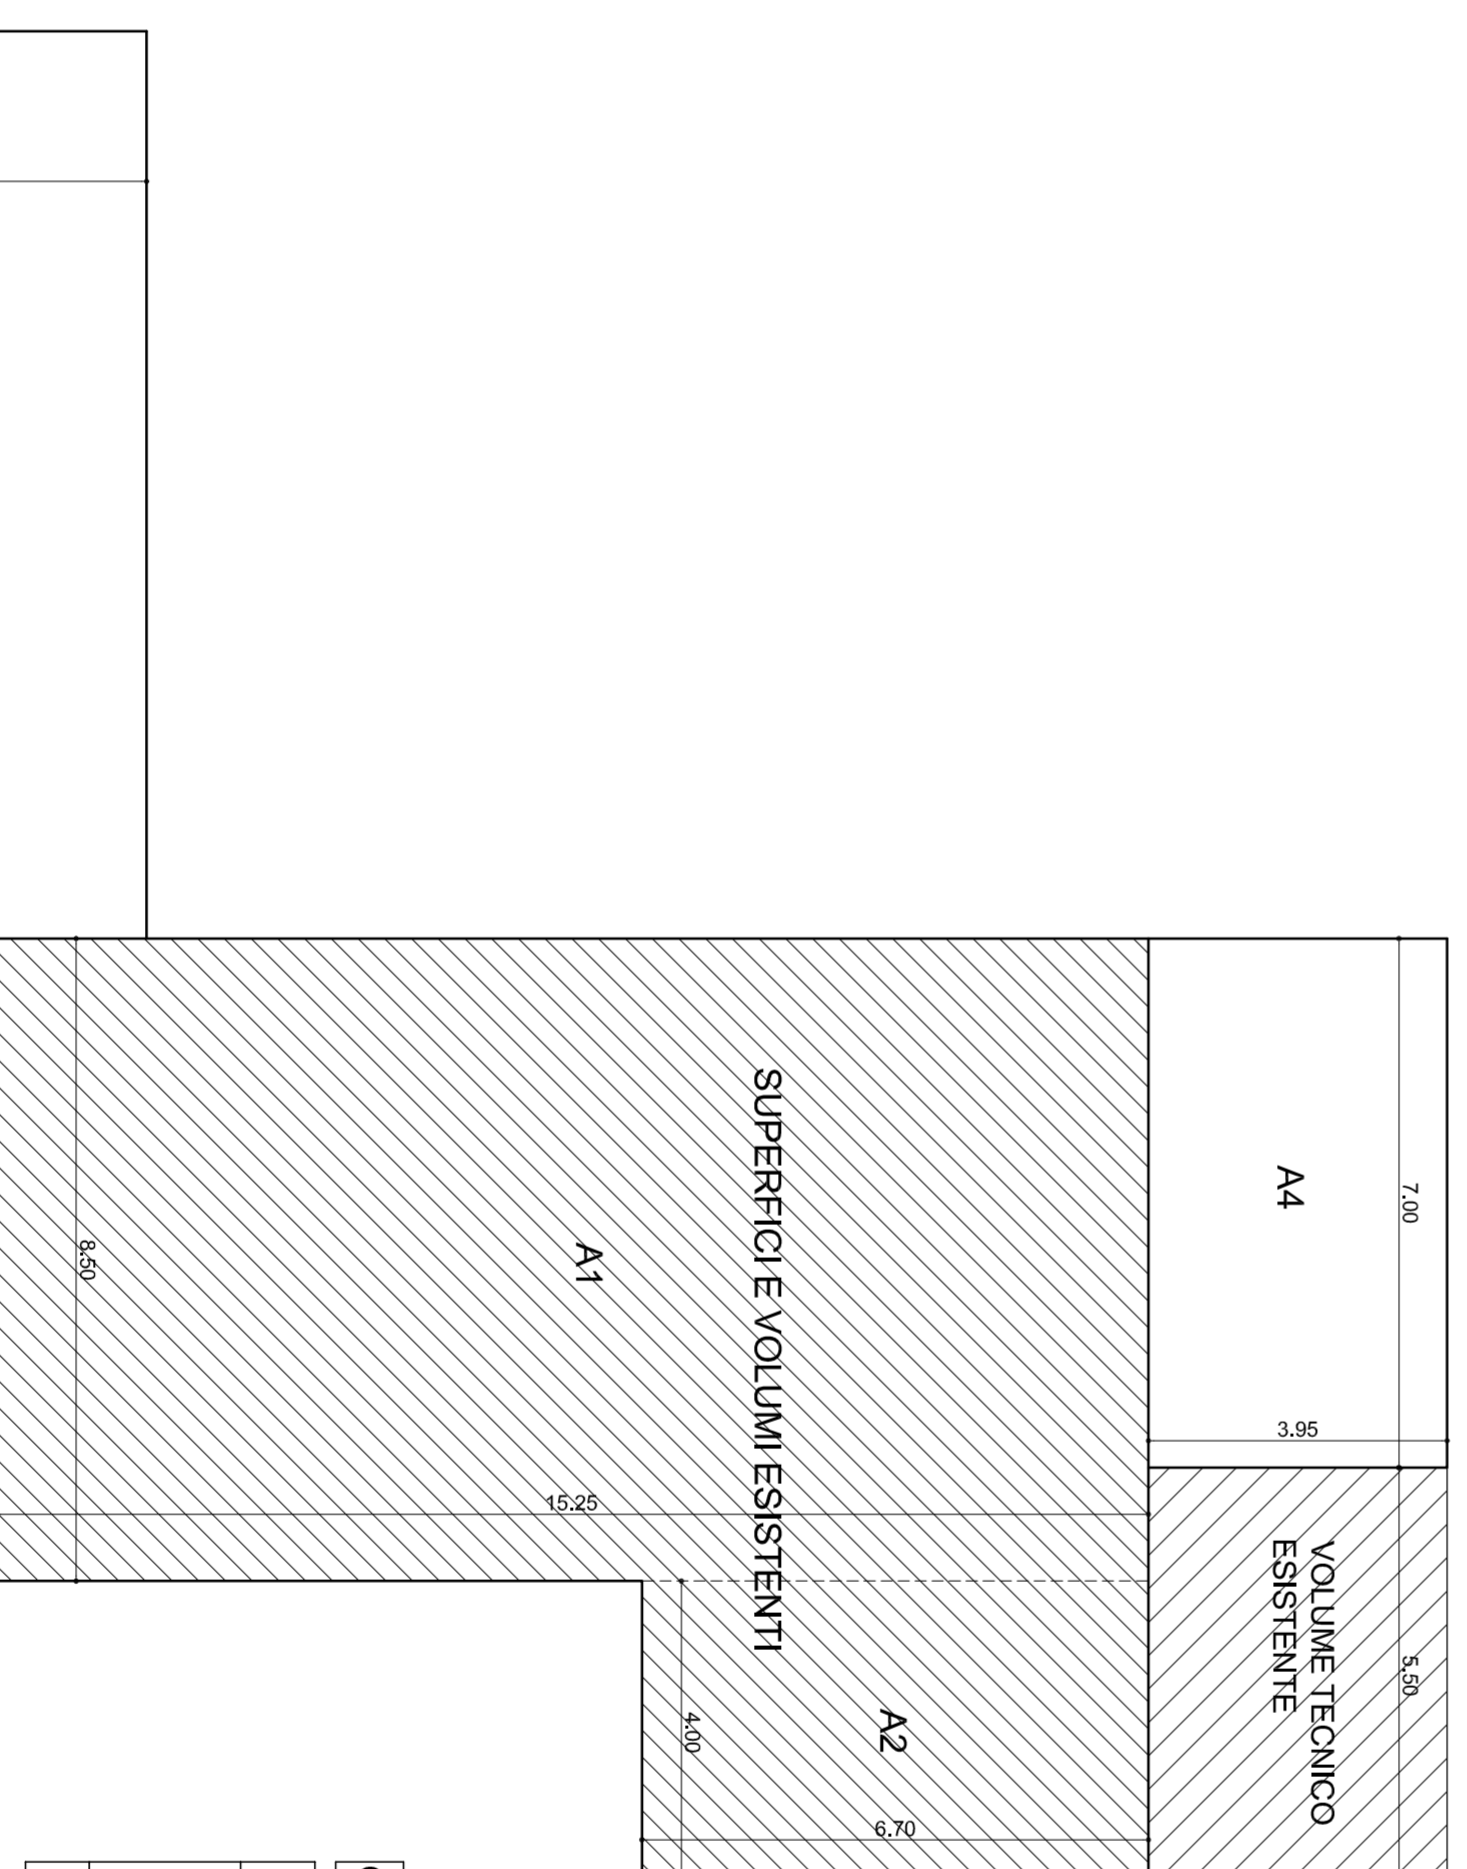 A4
7.00
3.95
SUPERFICI E VOLUMI ESISTENTI
A1
8.50
15.25
VOLUME TECNICO
ESISTENTE
5.50
A2
4.00
6.70